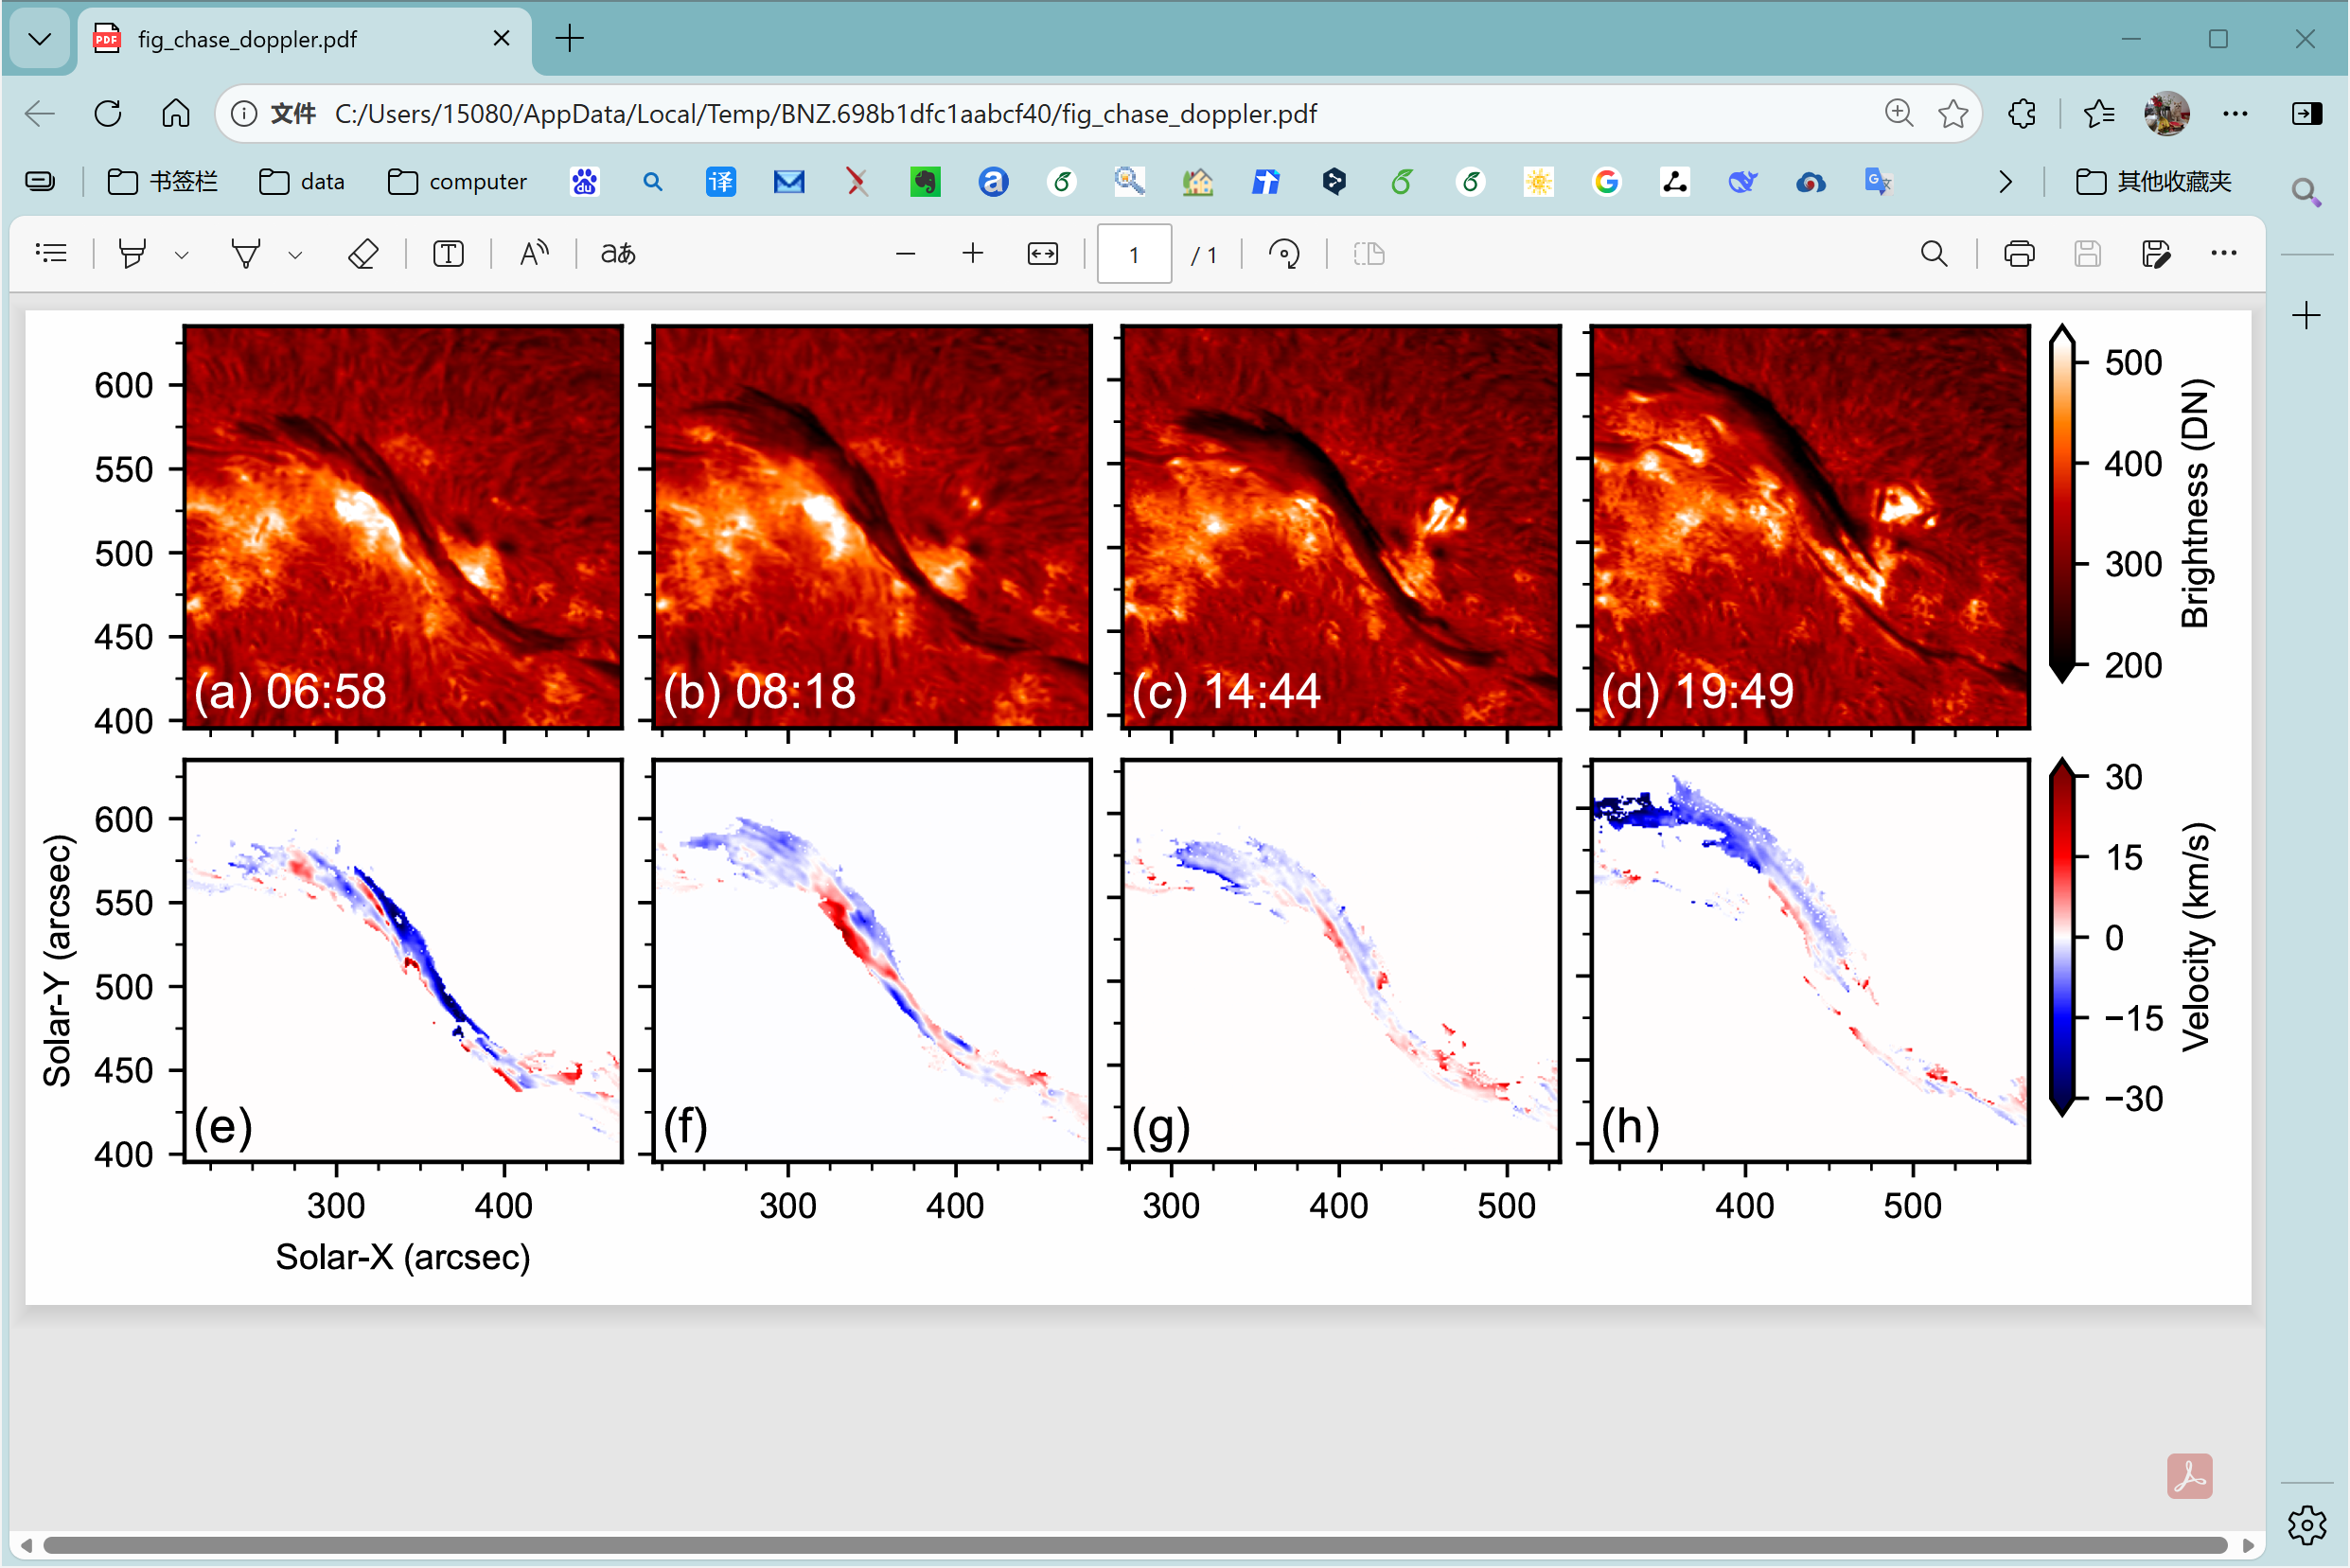 fig_chase_doppler.pdf
文件 C:/Users/15080/AppData/Local/Temp/BNZ.698b1dfc1aabcf40/fig_chase_doppler.pdf
书签栏 data computer 其他收藏夹
1 / 1
600
550
500
450
400
(a) 06:58
(b) 08:18
(c) 14:44
(d) 19:49
500
400
300
200
Brightness (DN)
Solar-Y (arcsec)
600
550
500
450
400
(e)
(f)
(g)
(h)
30
15
0
−15
−30
Velocity (km/s)
300 400
300 400
300 400 500
400 500
Solar-X (arcsec)